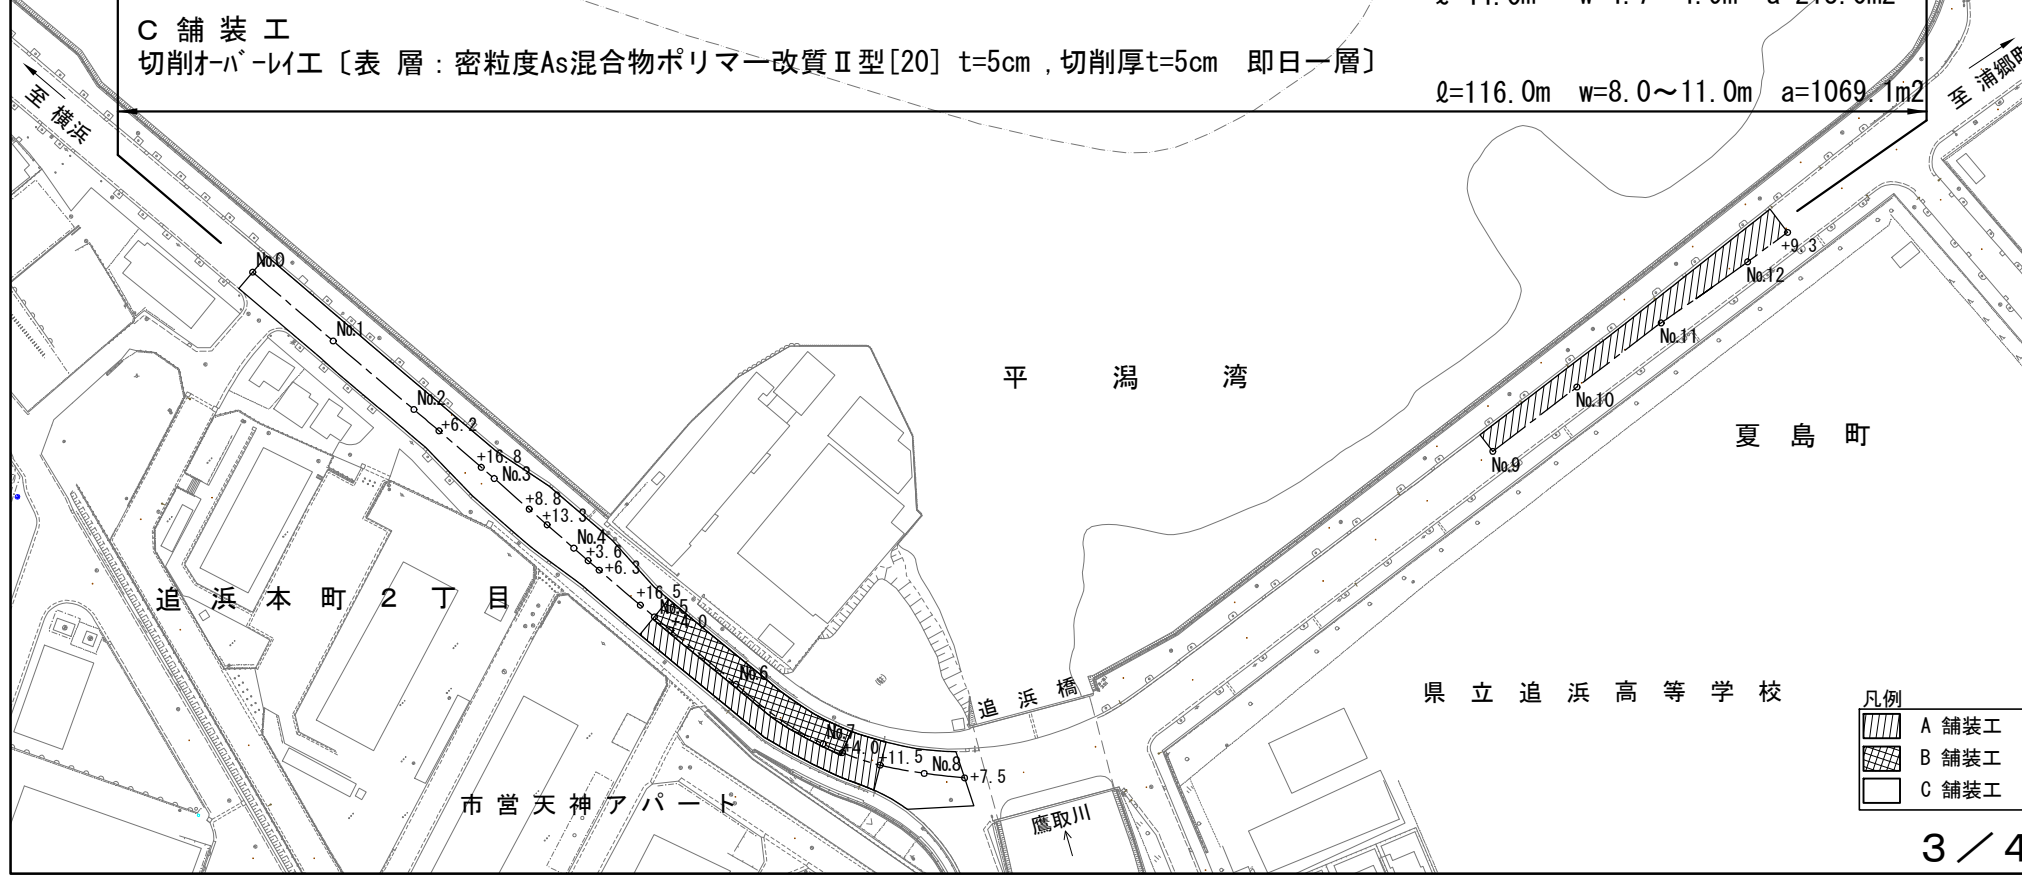 C 舗 装 工
切削ｵｰﾊﾞｰﾚｲ工〔表 層：密粒度As混合物ポリマー改質Ⅱ型[20] t=5cm ，切削厚t=5cm 即日一層〕
ℓ=116.0m w=8.0～11.0m a=1069.1m2
至 横浜
No.0
No.1
No.2
+6.2
+16.8
No.3
+8.8
+13.3
No.4
+3.6
+6.3
+16.5
No.5
+4.0
No.6
No.7
+4.0
+11.5
No.8
+7.5
No.9
No.10
No.11
No.12
+9.3
平 潟 湾
夏 島 町
追 浜 本 町 ２ 丁 目
市 営 天 神 ア パ ー ト
追 浜 橋
鷹取川
県 立 追 浜 高 等 学 校
凡例
A 舗装工
B 舗装工
C 舗装工
３／４